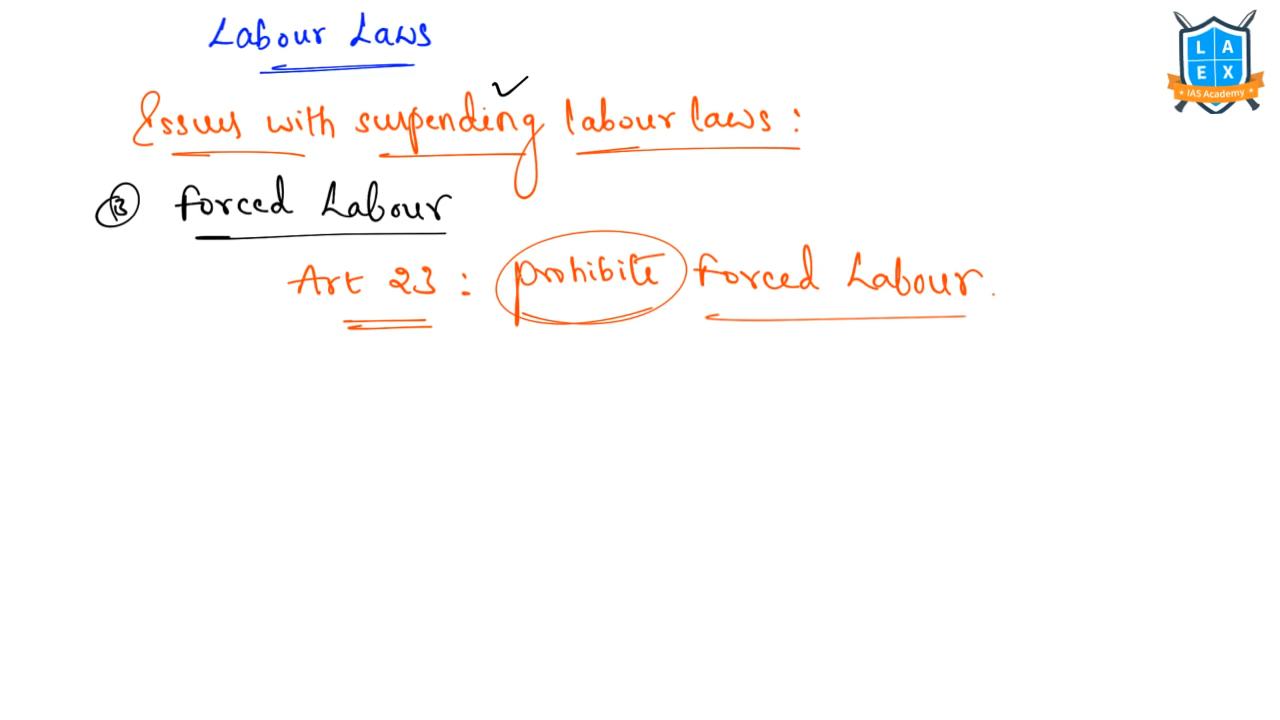 Labour Laws
Issues with suspending labour laws :
③ Forced Labour
Art 23 : prohibite Forced Labour.
L A
E X
IAS Academy